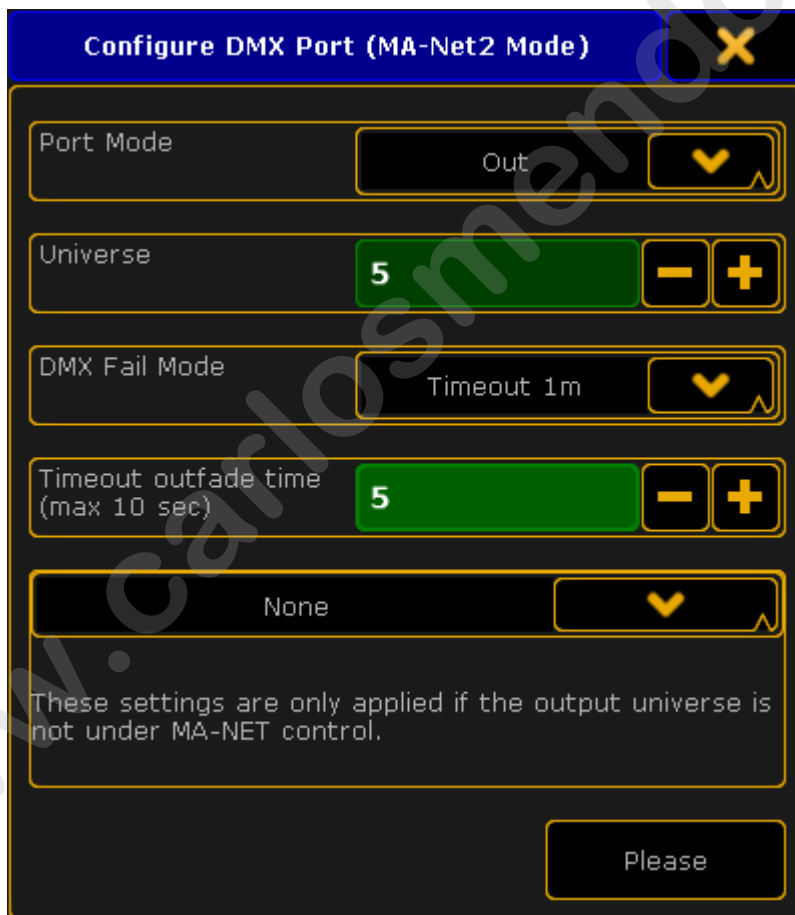 Configure DMX Port (MA-Net2 Mode)
Port Mode
Out
Universe
5
DMX Fail Mode
Timeout 1m
Timeout outfade time
(max 10 sec)
5
None
These settings are only applied if the output universe is
not under MA-NET control.
Please
w.carlosmendo